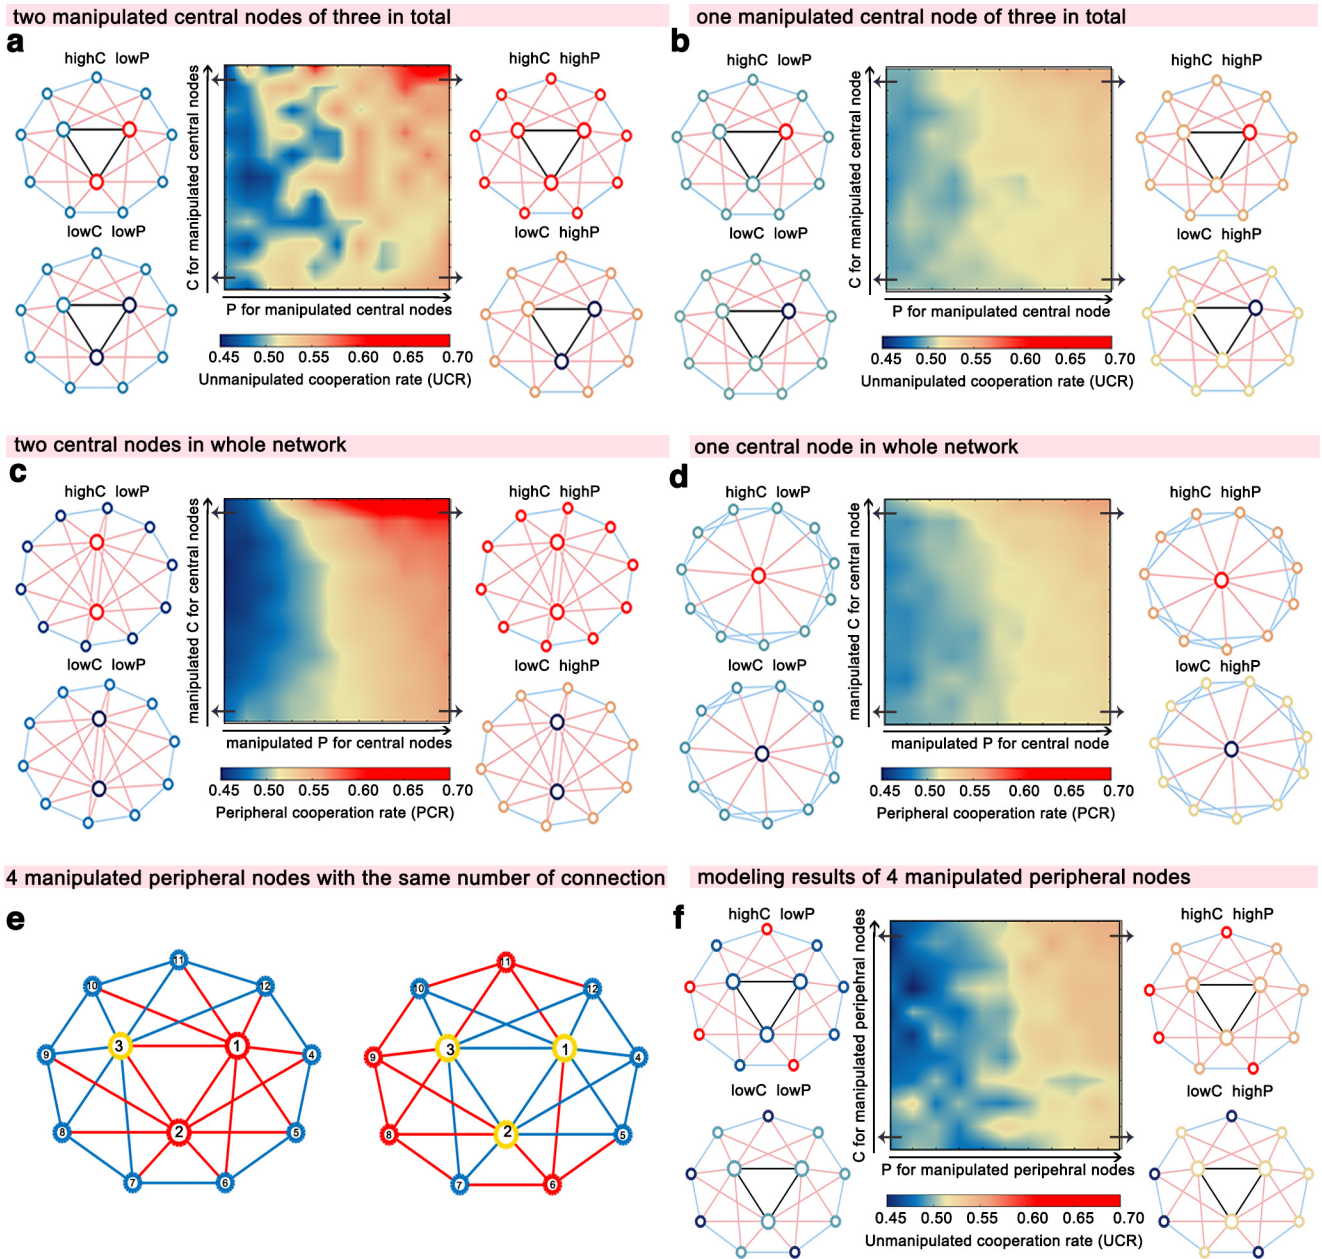 two manipulated central nodes of three in total
one manipulated central node of three in total
a
highC lowP
C for manipulated central nodes
highC highP
lowC lowP
lowC highP
P for manipulated central nodes
0.45 0.50 0.55 0.60 0.65 0.70
Unmanipulated cooperation rate (UCR)
b
highC lowP
C for manipulated central node
highC highP
lowC lowP
lowC highP
P for manipulated central node
0.45 0.50 0.55 0.60 0.65 0.70
Unmanipulated cooperation rate (UCR)
two central nodes in whole network
one central node in whole network
c
highC lowP
manipulated C for central nodes
highC highP
lowC lowP
lowC highP
manipulated P for central nodes
0.45 0.50 0.55 0.60 0.65 0.70
Peripheral cooperation rate (PCR)
d
highC lowP
manipulated C for central node
highC highP
lowC lowP
lowC highP
manipulated P for central node
0.45 0.50 0.55 0.60 0.65 0.70
Peripheral cooperation rate (PCR)
4 manipulated peripheral nodes with the same number of connection
modeling results of 4 manipulated peripheral nodes
e
11
10
12
3
1
9
4
8
2
5
7
6
11
10
12
3
1
9
4
8
2
5
7
6
f
highC lowP
C for manipulated peripheral nodes
highC highP
lowC lowP
lowC highP
P for manipulated peripehral nodes
0.45 0.50 0.55 0.60 0.65 0.70
Unmanipulated cooperation rate (UCR)